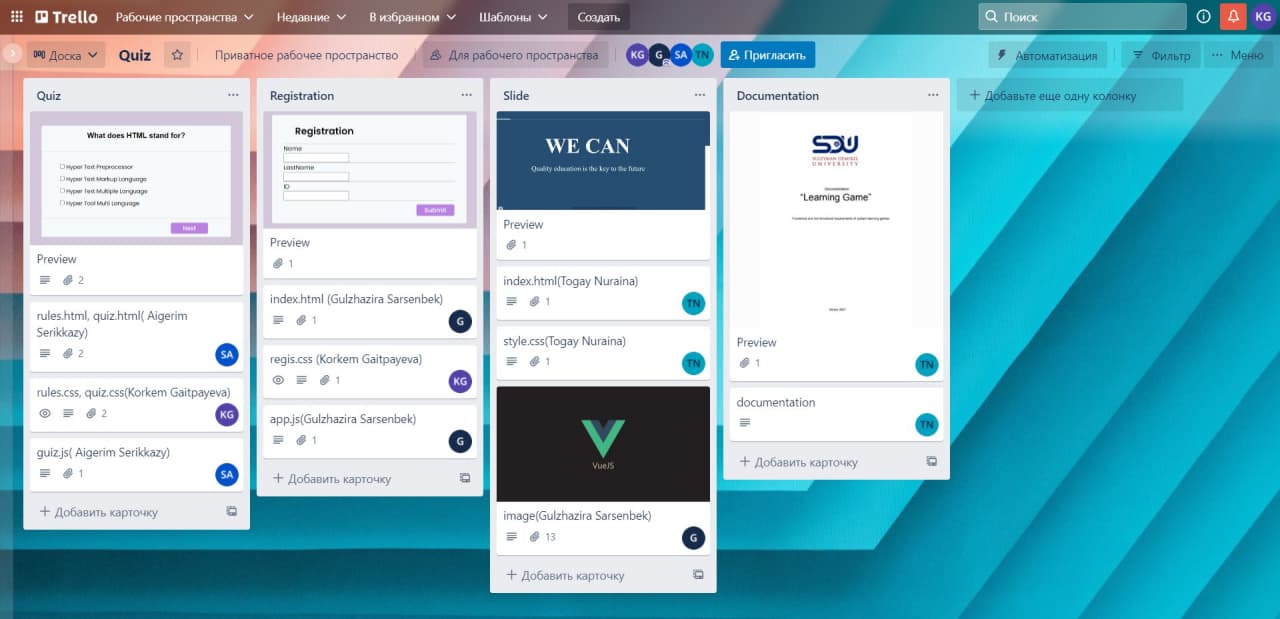 Trello
Рабочие пространства
Недавние
В избранном
Шаблоны
Создать
Поиск
KG
Доска
Quiz
Приватное рабочее пространство
Для рабочего пространства
KG
G
SA
TN
Пригласить
Автоматизация
Фильтр
Меню
Quiz
What does HTML stand for?
Hyper Text Preprocessor
Hyper Text Markup Language
Hyper Text Multiple Language
Hyper Tool Multi Language
Next
Preview
2
rules.html, quiz.html( Aigerim
Serikkazy)
2
SA
rules.css, quiz.css(Korkem Gaitpayeva)
2
KG
guiz.js( Aigerim Serikkazy)
1
SA
+ Добавить карточку
Registration
Registration
Name
LastName
ID
Submit
Preview
1
index.html (Gulzhazira Sarsenbek)
1
G
regis.css (Korkem Gaitpayeva)
1
KG
app.js(Gulzhazira Sarsenbek)
1
G
+ Добавить карточку
Slide
WE CAN
Quality education is the key to the future
Preview
1
index.html(Togay Nuraina)
1
TN
style.css(Togay Nuraina)
1
TN
VueJS
image(Gulzhazira Sarsenbek)
13
G
+ Добавить карточку
Documentation
SDU
SULEYMAN DEMIREL
UNIVERSITY
Documentation
"Learning Game"
Preview
1
TN
documentation
TN
+ Добавить карточку
+ Добавьте еще одну колонку